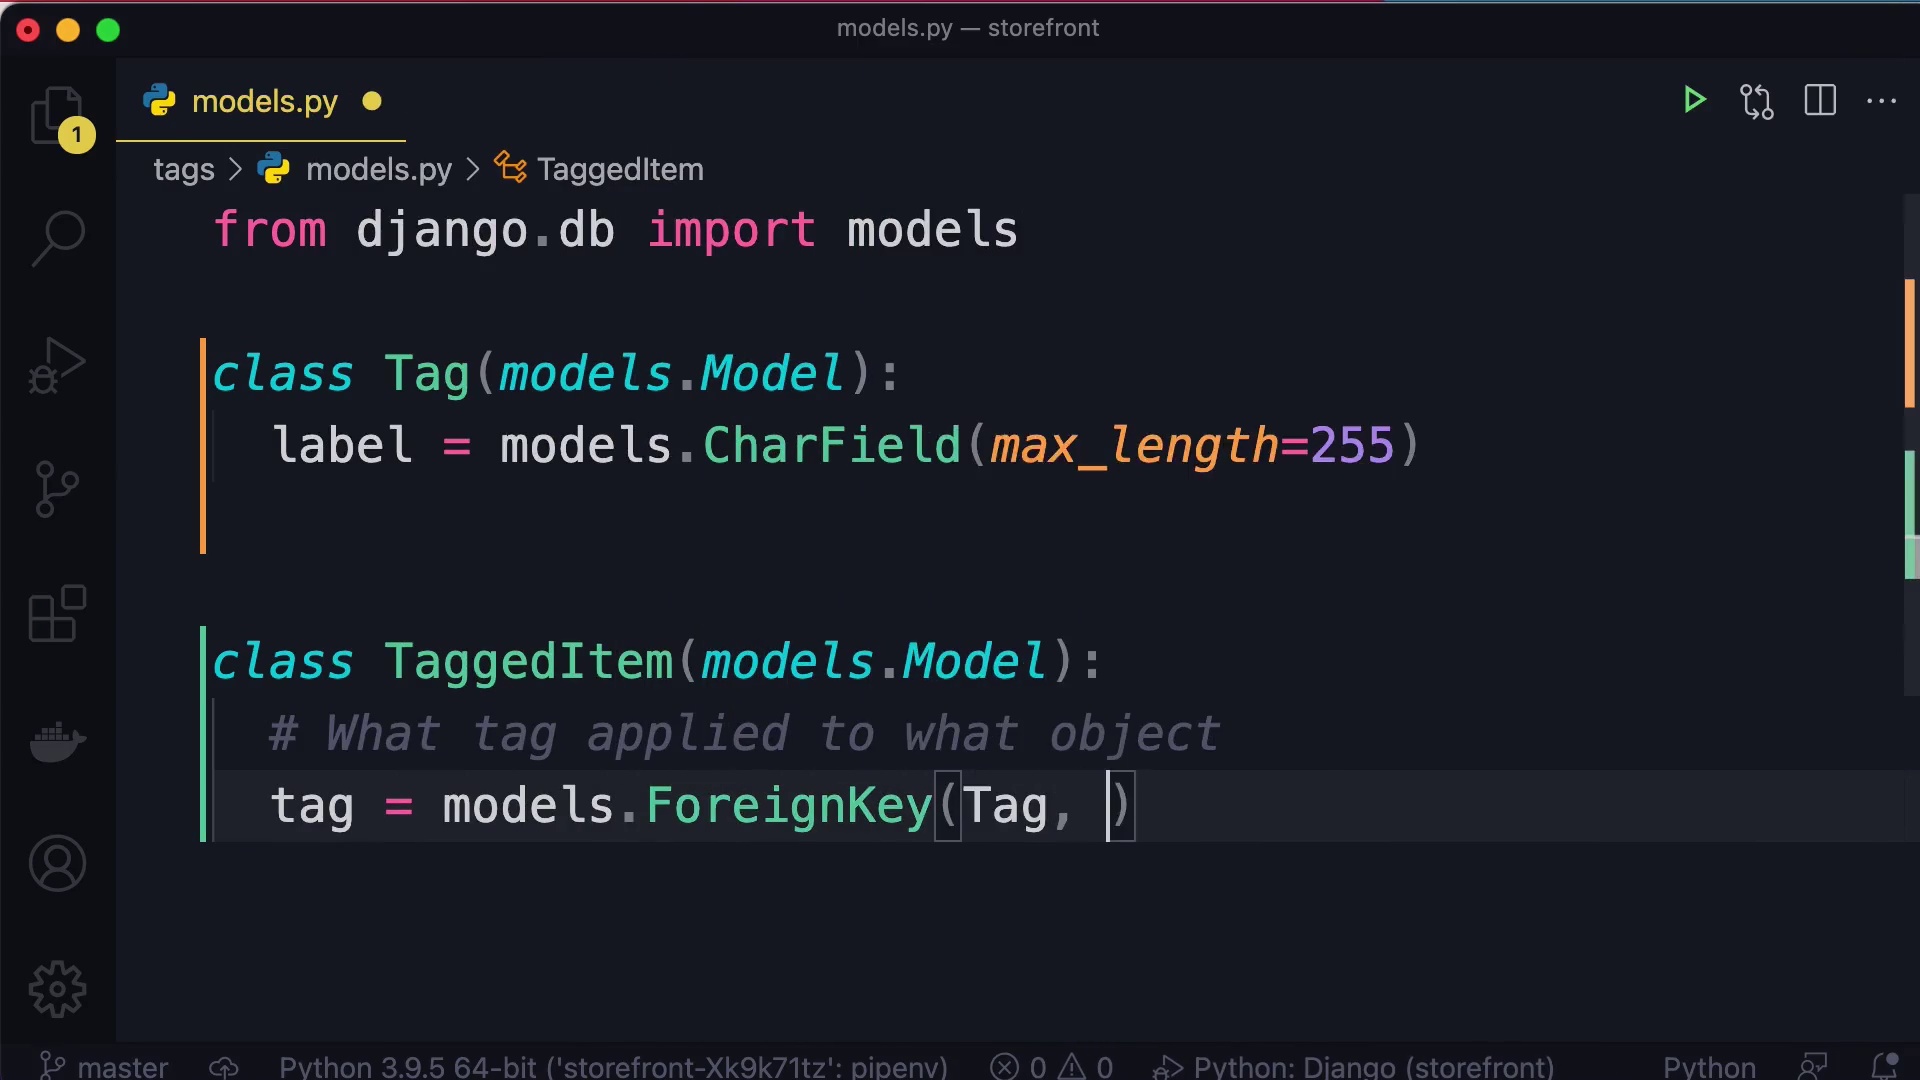 models.py — storefront
models.py
1
tags > models.py > TaggedItem
from django.db import models
class Tag(models.Model):
label = models.CharField(max_length=255)
class TaggedItem(models.Model):
# What tag applied to what object
tag = models.ForeignKey(Tag, )
master Python 3.9.5 64-bit ('storefront-Xk9k71tz': pipenv) 0 0 Python: Django (storefront) Python